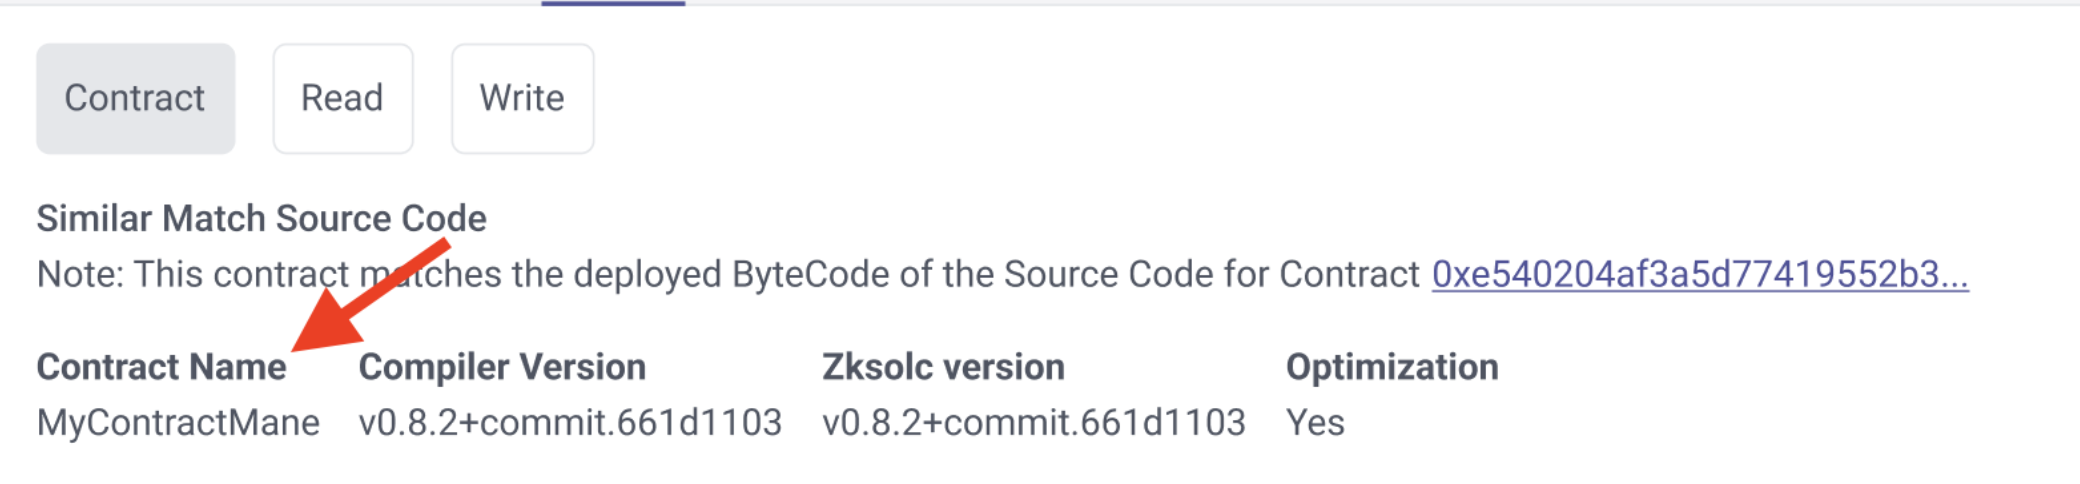 Contract Read Write
Similar Match Source Code
Note: This contract matches the deployed ByteCode of the Source Code for Contract 0xe540204af3a5d77419552b3...
Contract Name Compiler Version Zksolc version Optimization
MyContractMane v0.8.2+commit.661d1103 v0.8.2+commit.661d1103 Yes